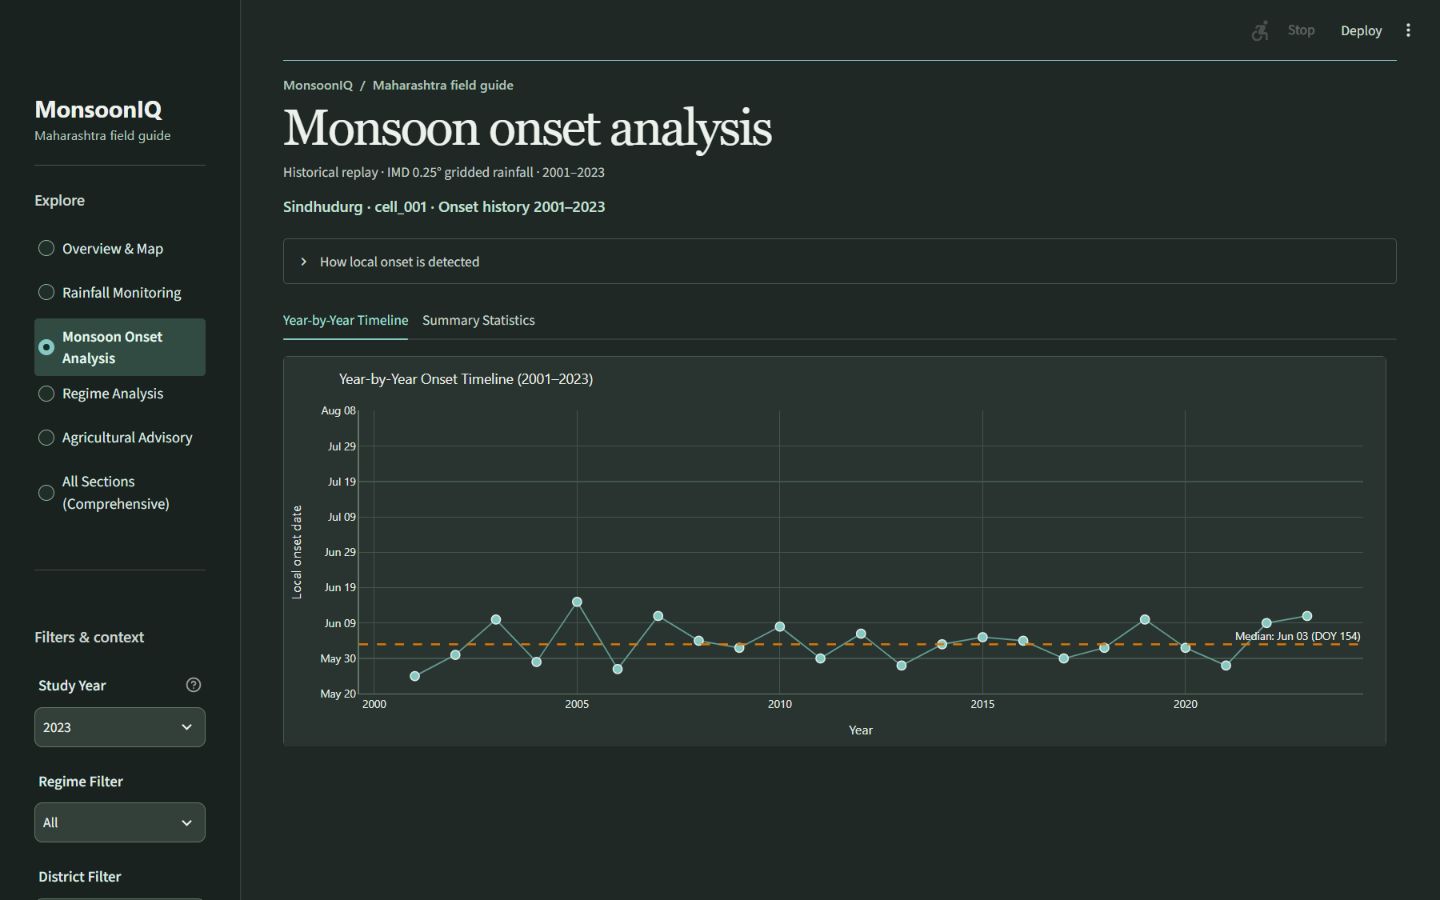 Stop
Deploy
MonsoonIQ
Maharashtra field guide
Explore
Overview & Map
Rainfall Monitoring
Monsoon Onset
Analysis
Regime Analysis
Agricultural Advisory
All Sections
(Comprehensive)
Filters & context
Study Year
2023
Regime Filter
All
District Filter
MonsoonIQ / Maharashtra field guide
Monsoon onset analysis
Historical replay · IMD 0.25° gridded rainfall · 2001–2023
Sindhudurg · cell_001 · Onset history 2001–2023
How local onset is detected
Year-by-Year Timeline Summary Statistics
Year-by-Year Onset Timeline (2001–2023)
Aug 08
Jul 29
Jul 19
Jul 09
Jun 29
Jun 19
Jun 09
May 30
May 20
Local onset date
Median: Jun 03 (DOY 154)
2000 2005 2010 2015 2020
Year